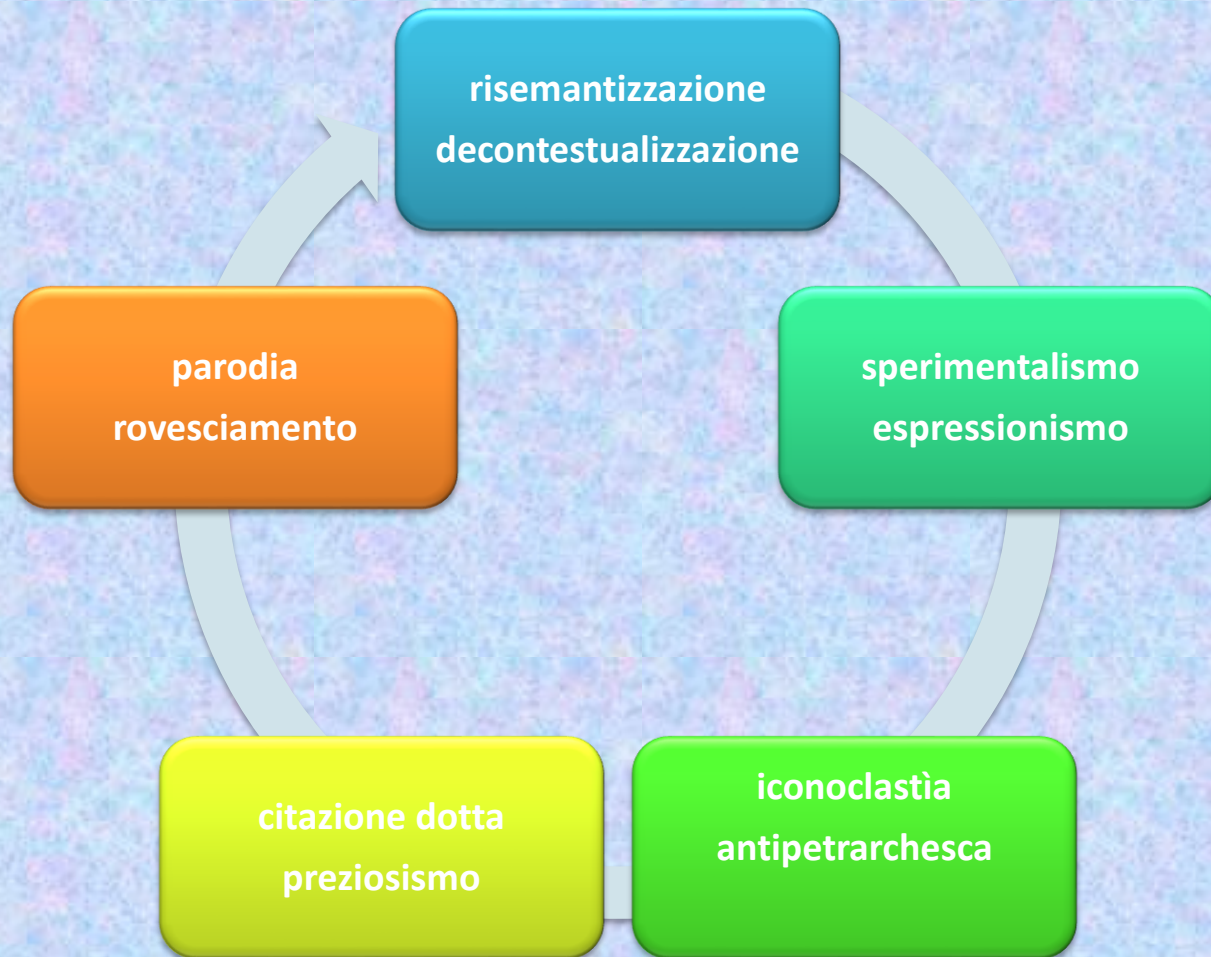 risemantizzazione
decontestualizzazione
parodia
rovesciamento
sperimentalismo
espressionismo
citazione dotta
preziosismo
iconoclastìa
antipetrarchesca